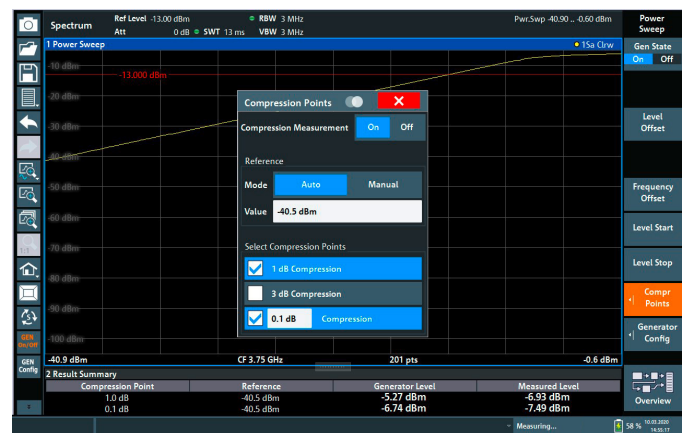 Spectrum
Ref Level -13.00 dBm
RBW 3 MHz
Pwr.Swp -40.90 .. -0.60 dBm
Att 0 dB SWT 13 ms VBW 3 MHz
Power Sweep
1 Power Sweep
1Sa Clrw
Gen State
On Off
-10 dBm
-13.000 dBm
-20 dBm
-30 dBm
-40 dBm
-50 dBm
-60 dBm
-70 dBm
-80 dBm
-90 dBm
-100 dBm
Compression Points
Compression Measurement On Off
Reference
Mode Auto Manual
Value -40.5 dBm
Select Compression Points
1 dB Compression
3 dB Compression
0.1 dB Compression
Level Offset
Frequency Offset
Level Start
Level Stop
Compr Points
Generator Config
Overview
GEN On/Off
GEN Config
-40.9 dBm CF 3.75 GHz 201 pts -0.6 dBm
2 Result Summary
Compression Point Reference Generator Level Measured Level
1.0 dB -40.5 dBm -5.27 dBm -6.93 dBm
0.1 dB -40.5 dBm -6.74 dBm -7.49 dBm
Measuring...
58 %
10.03.2020
14:55:17